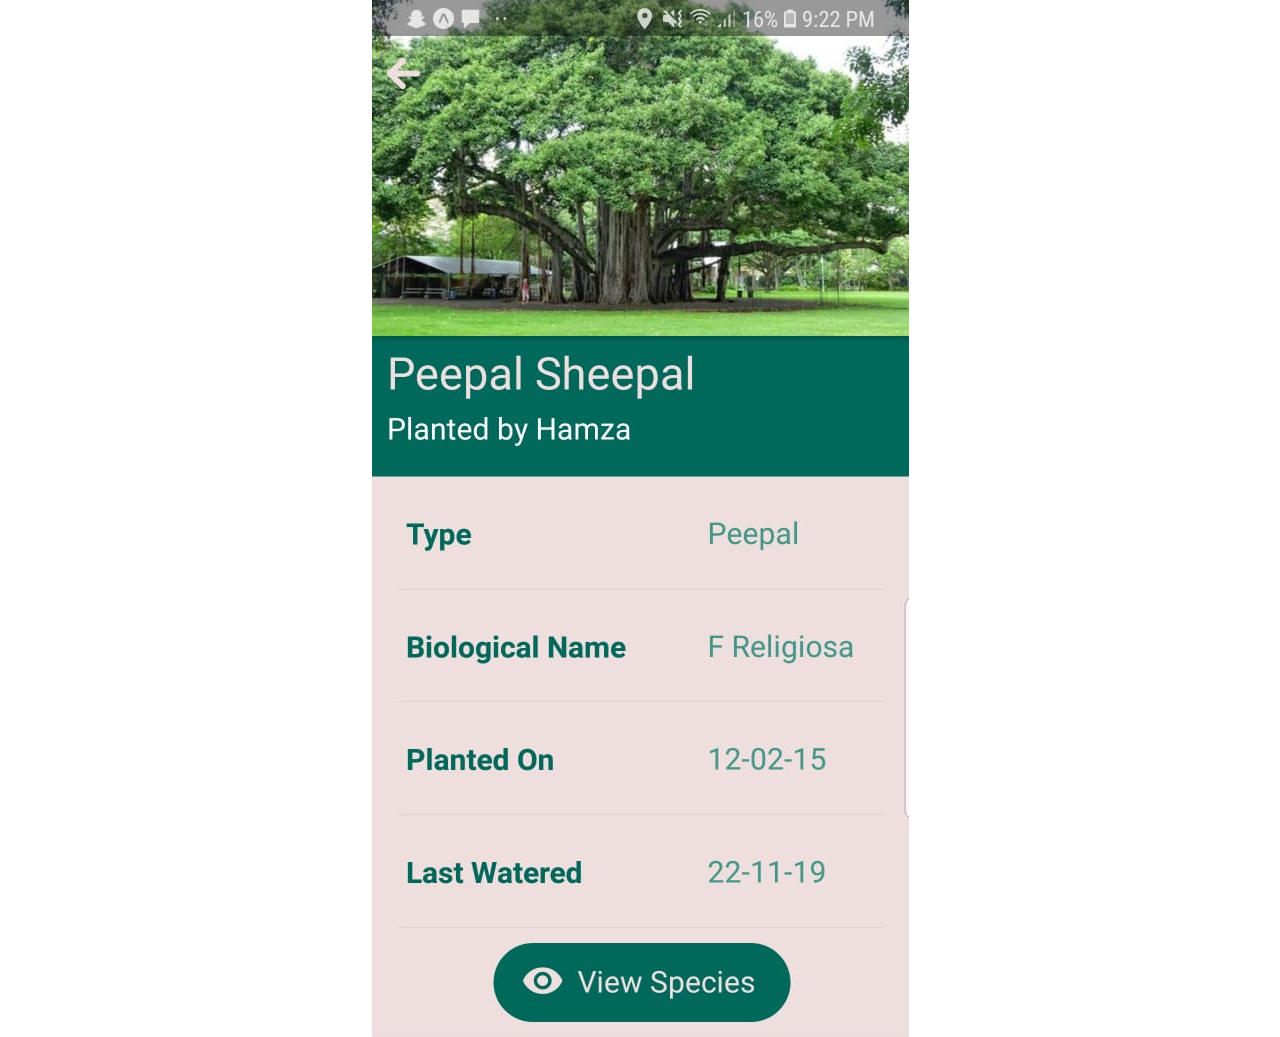 16% 9:22 PM
Peepal Sheepal
Planted by Hamza
Type Peepal
Biological Name F Religiosa
Planted On 12-02-15
Last Watered 22-11-19
View Species